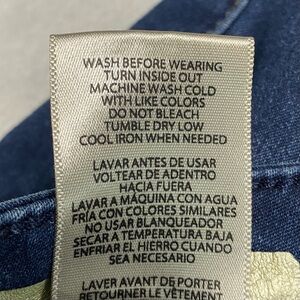 WASH BEFORE WEARING
TURN INSIDE OUT
MACHINE WASH COLD
WITH LIKE COLORS
DO NOT BLEACH
TUMBLE DRY LOW
COOL IRON WHEN NEEDED
LAVAR ANTES DE USAR
VOLTEAR DE ADENTRO
HACIA FUERA
LAVAR A MÁQUINA CON AGUA
FRÍA CON COLORES SIMILARES
NO USAR BLANQUEADOR
SECAR A TEMPERATURA BAJA
ENFRIAR EL HIERRO CUANDO
SEA NECESARIO
LAVER AVANT DE PORTER
RETOURNER LE VÊTEMENT